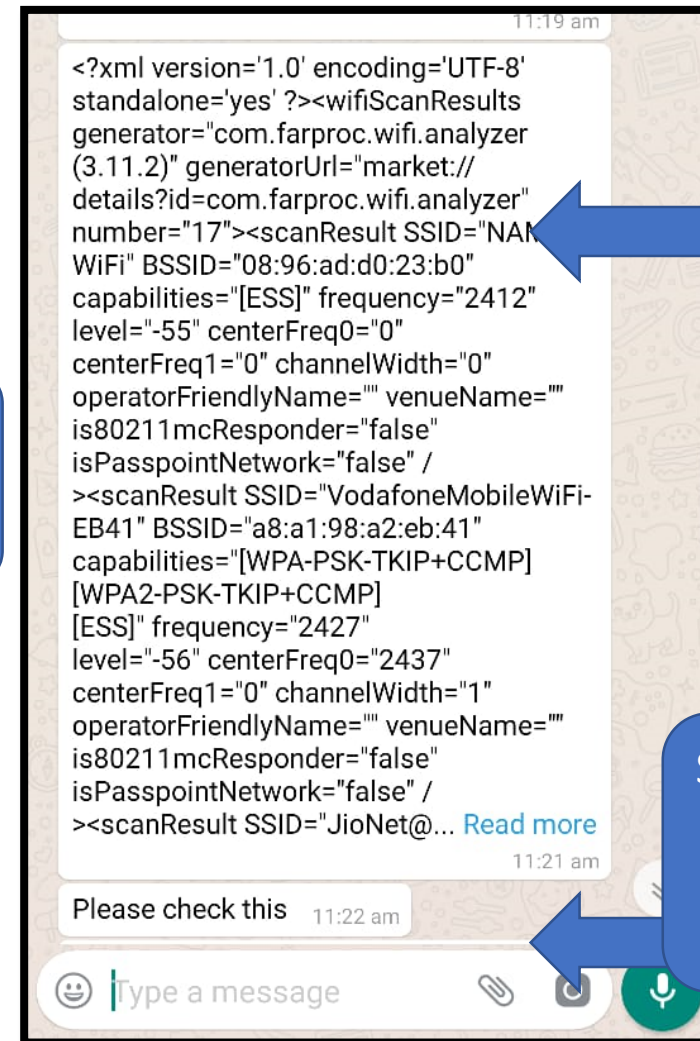 11:19 am
<?xml version='1.0' encoding='UTF-8'
standalone='yes' ?><wifiScanResults
generator="com.farproc.wifi.analyzer
(3.11.2)" generatorUrl="market://
details?id=com.farproc.wifi.analyzer"
number="17"><scanResult SSID="NAM
WiFi" BSSID="08:96:ad:d0:23:b0"
capabilities="[ESS]" frequency="2412"
level="-55" centerFreq0="0"
centerFreq1="0" channelWidth="0"
operatorFriendlyName="" venueName=""
is80211mcResponder="false"
isPasspointNetwork="false" /
><scanResult SSID="VodafoneMobileWiFi-
EB41" BSSID="a8:a1:98:a2:eb:41"
capabilities="[WPA-PSK-TKIP+CCMP]
[WPA2-PSK-TKIP+CCMP]
[ESS]" frequency="2427"
level="-56" centerFreq0="2437"
centerFreq1="0" channelWidth="1"
operatorFriendlyName="" venueName=""
is80211mcResponder="false"
isPasspointNetwork="false" /
><scanResult SSID="JioNet@... Read more
11:21 am
Please check this 11:22 am
Type a message